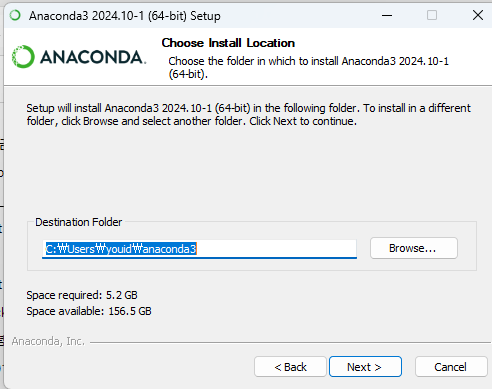 Anaconda3 2024.10-1 (64-bit) Setup
Choose Install Location
Choose the folder in which to install Anaconda3 2024.10-1
(64-bit).
ANACONDA.
Setup will install Anaconda3 2024.10-1 (64-bit) in the following folder. To install in a different
folder, click Browse and select another folder. Click Next to continue.
Destination Folder
C:₩Users₩youid₩anaconda3
Browse...
Space required: 5.2 GB
Space available: 156.5 GB
Anaconda, Inc.
< Back
Next >
Cancel